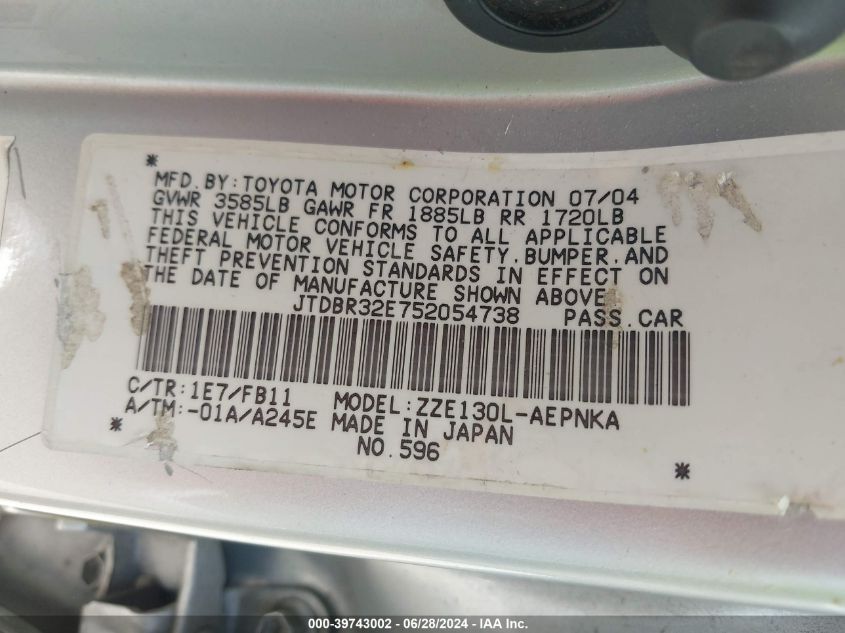 *
MFD.BY:TOYOTA MOTOR CORPORATION 07/04
GVWR 3585LB GAWR FR 1885LB RR 1720LB
THIS VEHICLE CONFORMS TO ALL APPLICABLE
FEDERAL MOTOR VEHICLE SAFETY.BUMPER.AND
THEFT PREVENTION STANDARDS IN EFFECT ON
THE DATE OF MANUFACTURE SHOWN ABOVE
JTDBR32E752054738 PASS.CAR
C/TR:1E7/FB11 MODEL:ZZE130L-AEPNKA
A/TM:-01A/A245E MADE IN JAPAN
NO.596
*
000-39743002 - 06/28/2024 - IAA Inc.